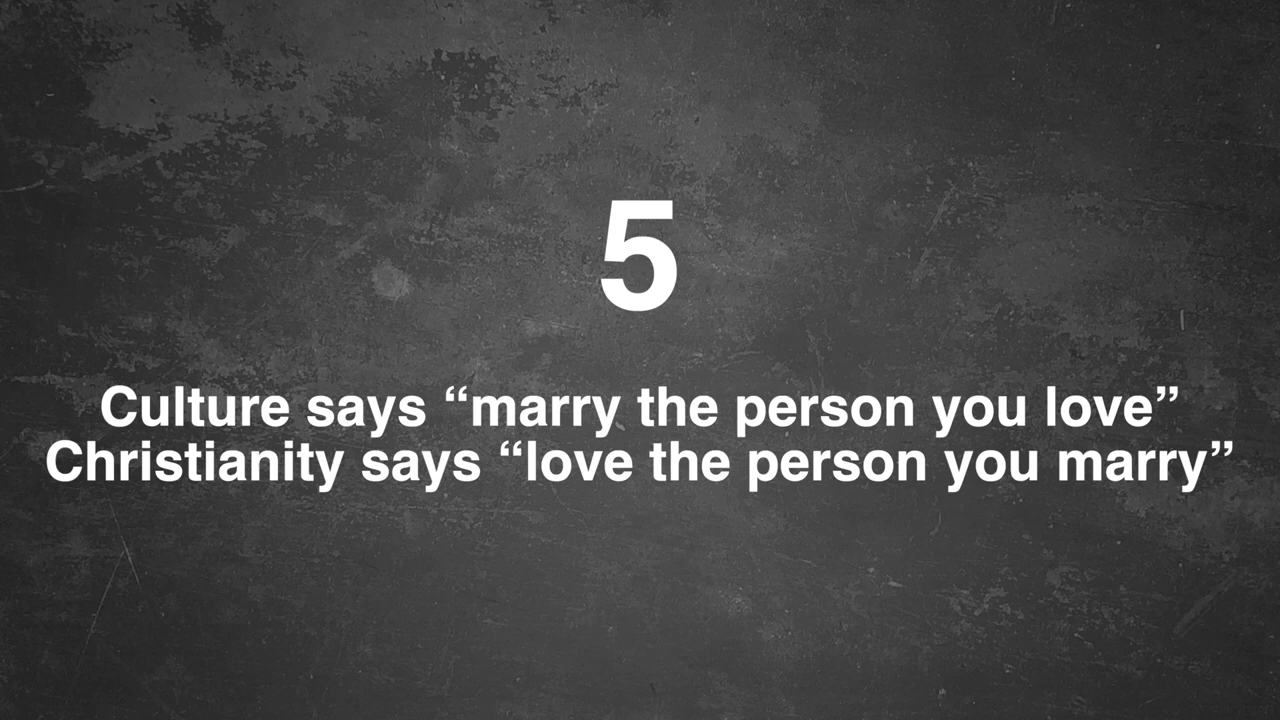 5
Culture says “marry the person you love”
Christianity says “love the person you marry”